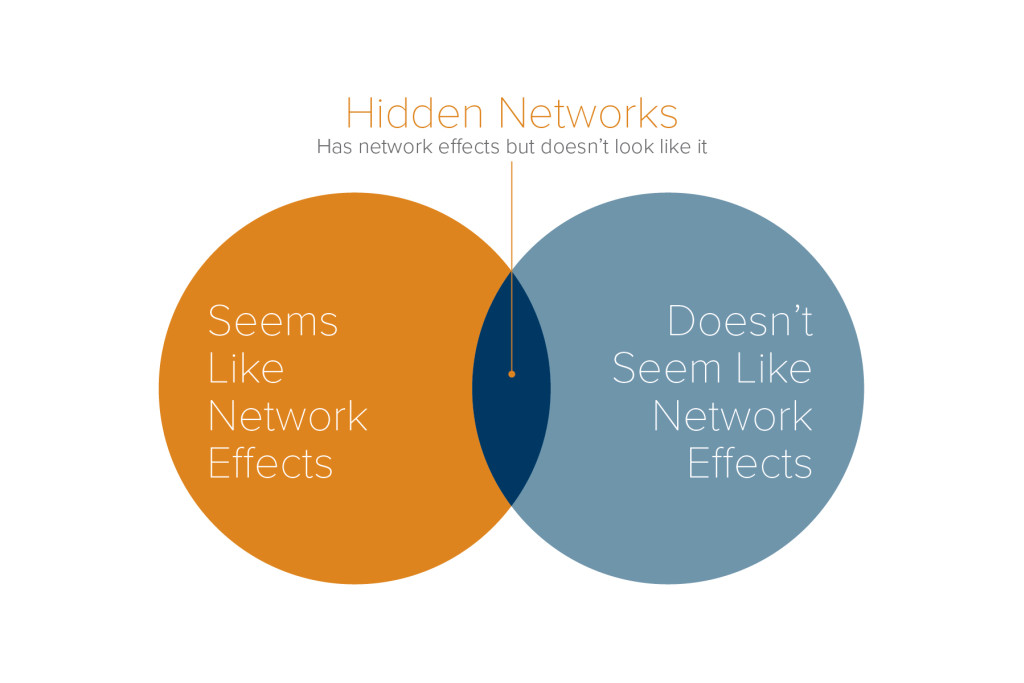 Hidden Networks
Has network effects but doesn’t look like it
Seems
Like
Network
Effects
Doesn’t
Seem Like
Network
Effects